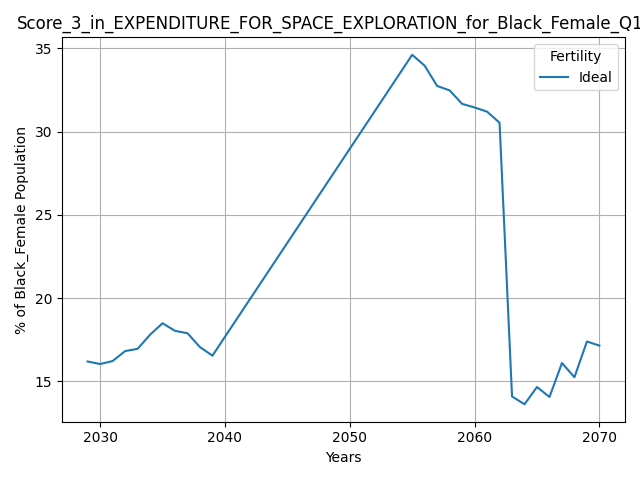 Score_3_in_EXPENDITURE_FOR_SPACE_EXPLORATION_for_Black_Female_Q1
Fertility
Ideal
% of Black_Female Population
35
30
25
20
15
2030 2040 2050 2060 2070
Years